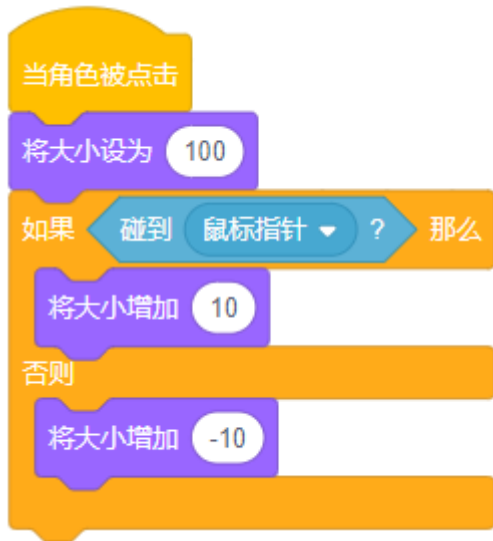 当角色被点击
将大小设为 100
如果 碰到 鼠标指针 ? 那么
将大小增加 10
否则
将大小增加 -10